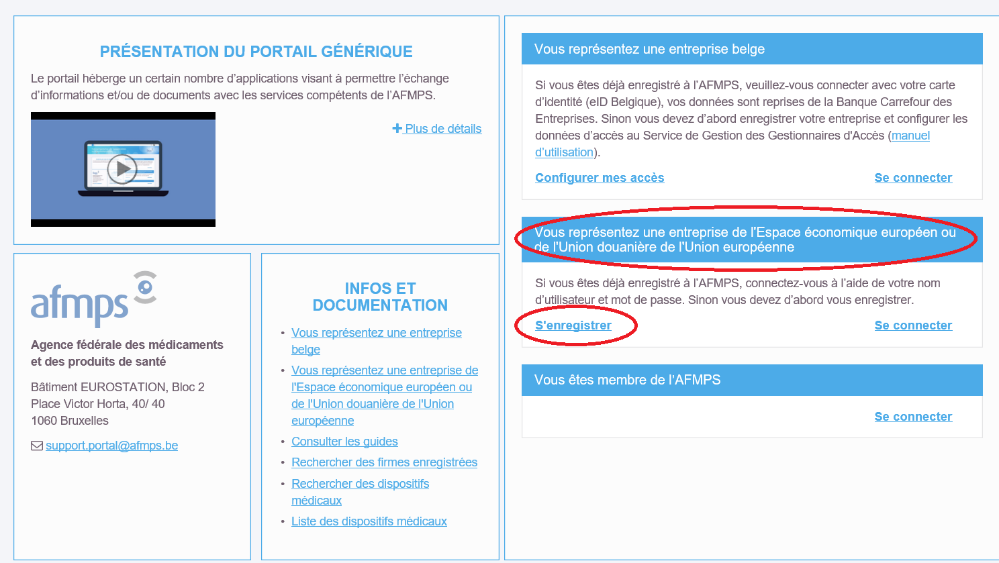 PRÉSENTATION DU PORTAIL GÉNÉRIQUE
Le portail héberge un certain nombre d’applications visant à permettre l’échange
d’informations et/ou de documents avec les services compétents de l’AFMPS.
Plus de détails
afmps
Agence fédérale des médicaments
et des produits de santé
Bâtiment EUROSTATION, Bloc 2
Place Victor Horta, 40/ 40
1060 Bruxelles
support.portal@afmps.be
INFOS ET
DOCUMENTATION
• Vous représentez une entreprise
belge
• Vous représentez une entreprise de
l'Espace économique européen ou
de l'Union douanière de l'Union
européenne
• Consulter les guides
• Rechercher des firmes enregistrées
• Rechercher des dispositifs
médicaux
• Liste des dispositifs médicaux
Vous représentez une entreprise belge
Si vous êtes déjà enregistré à l’AFMPS, veuillez-vous connecter avec votre carte
d’identité (eID Belgique), vos données sont reprises de la Banque Carrefour des
Entreprises. Sinon vous devez d’abord enregistrer votre entreprise et configurer les
données d’accès au Service de Gestion des Gestionnaires d'Accès (manuel
d’utilisation).
Configurer mes accès Se connecter
Vous représentez une entreprise de l'Espace économique européen ou
de l'Union douanière de l'Union européenne
Si vous êtes déjà enregistré à l’AFMPS, connectez-vous à l’aide de votre nom
d’utilisateur et mot de passe. Sinon vous devez d’abord vous enregistrer.
S'enregistrer Se connecter
Vous êtes membre de l’AFMPS
Se connecter